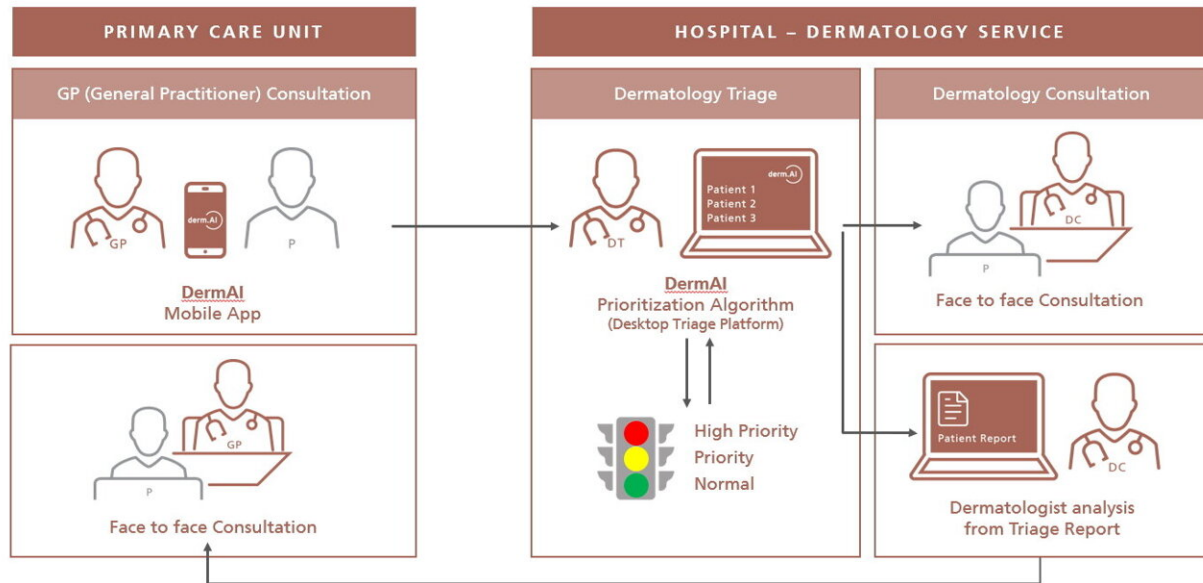 PRIMARY CARE UNIT
GP (General Practitioner) Consultation
GP
derm.AI
P
DermAI
Mobile App
GP
P
Face to face Consultation
HOSPITAL – DERMATOLOGY SERVICE
Dermatology Triage
DT
derm.AI
Patient 1
Patient 2
Patient 3
DermAI
Prioritization Algorithm
(Desktop Triage Platform)
High Priority
Priority
Normal
Dermatology Consultation
DC
P
Face to face Consultation
Patient Report
DC
Dermatologist analysis
from Triage Report